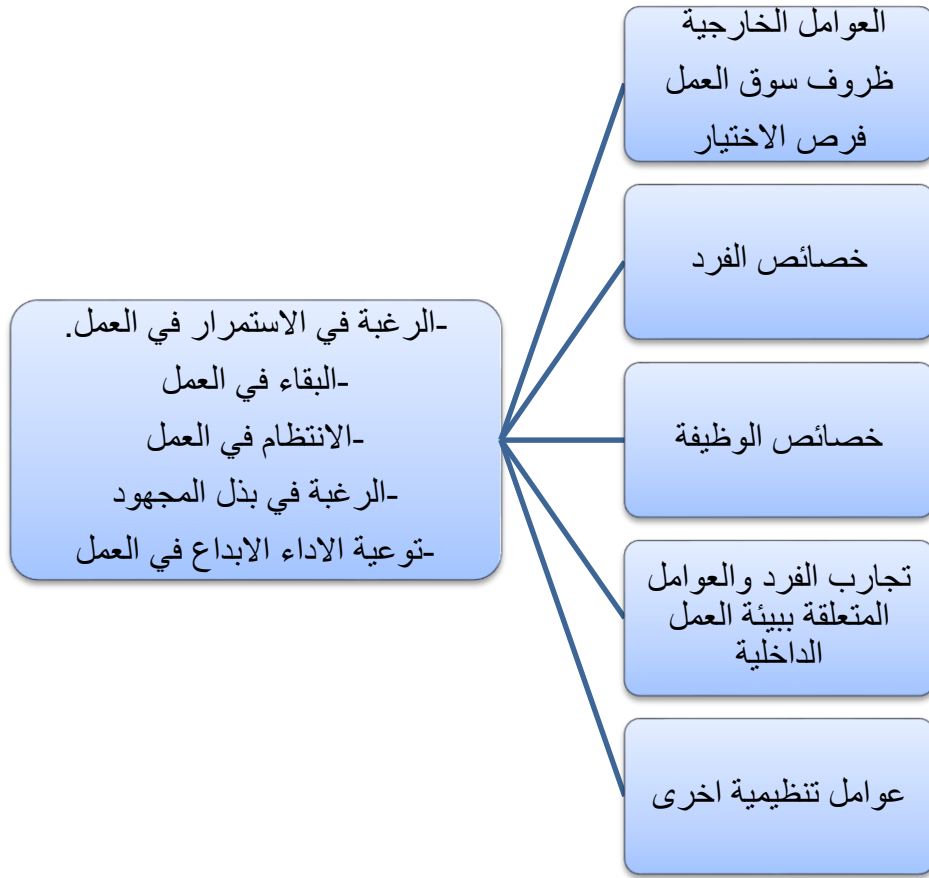 العوامل الخارجية
ظروف سوق العمل
فرص الاختيار
خصائص الفرد
خصائص الوظيفة
تجارب الفرد والعوامل
المتعلقة ببيئة العمل
الداخلية
عوامل تنظيمية اخرى
-الرغبة في الاستمرار في العمل.
-البقاء في العمل
-الانتظام في العمل
-الرغبة في بذل المجهود
-توعية الاداء الابداع في العمل